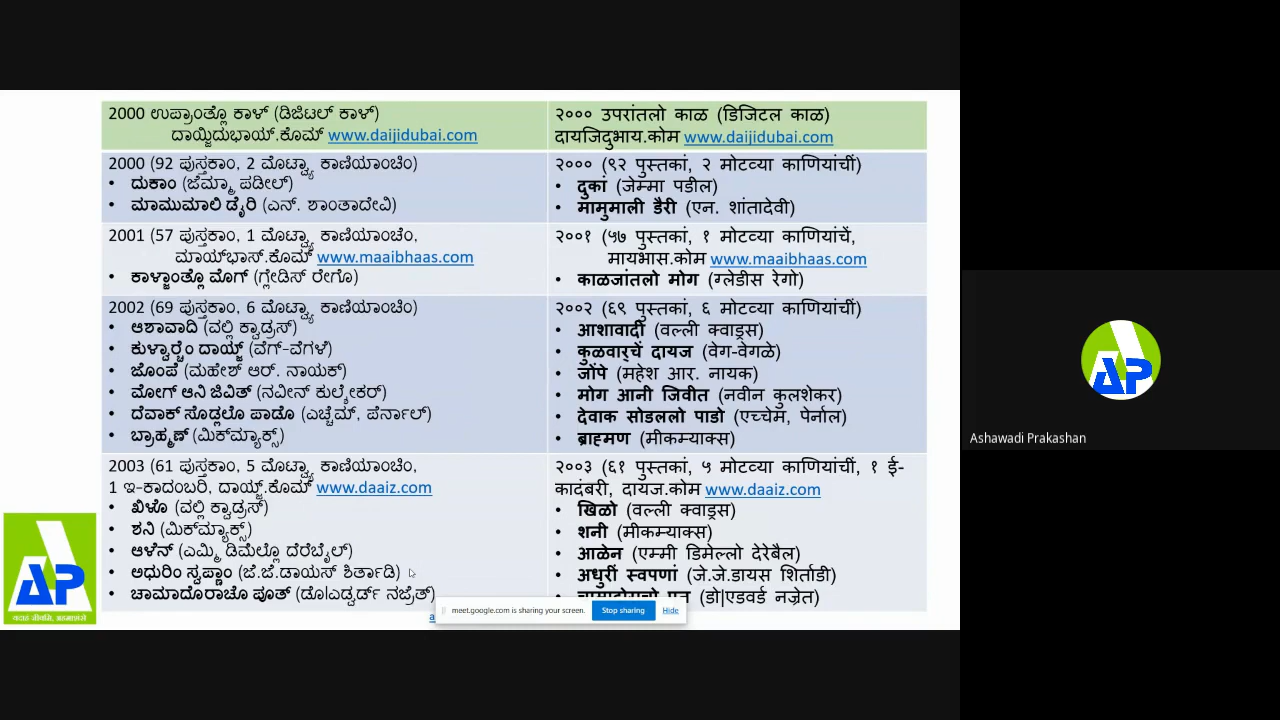 2000 ಉಪ್ರಾಂತ್ಲೊ ಕಾಳ್ (ಡಿಜಿಟಲ್ ಕಾಳ್)
ದಾಯ್ಜಿದುಭಾಯ್.ಕೊಮ್ www.daijidubai.com
2000 (92 ಪುಸ್ತಕಾಂ, 2 ಮೊಟ್ವ್ಯಾ ಕಾಣಿಯಾಂಚಿಂ)
• ದುಕಾಂ (ಜೆಮ್ಮಾ ಪಡೀಲ್)
• ಮಾಮುಮಾಲಿ ಡೈರಿ (ಎನ್. ಶಾಂತಾದೇವಿ)
2001 (57 ಪುಸ್ತಕಾಂ, 1 ಮೊಟ್ವ್ಯಾ ಕಾಣಿಯಾಂಚೆಂ,
ಮಾಯ್‌ಭಾಸ್.ಕೊಮ್ www.maaibhaas.com
• ಕಾಳ್ಜಾಂತ್ಲೊ ಮೊಗ್ (ಗ್ಲೇಡಿಸ್ ರೇಗೊ)
2002 (69 ಪುಸ್ತಕಾಂ, 6 ಮೊಟ್ವ್ಯಾ ಕಾಣಿಯಾಂಚಿಂ)
• ಆಶಾವಾದಿ (ವಲ್ಲಿ ಕ್ವಾಡ್ರಸ್)
• ಕುಳ್ವಾರ್‍ಚೆಂ ದಾಯ್ಜ್ (ವೆಗ್-ವೆಗಳೆ)
• ಜೊಂಪೆ (ಮಹೇಶ್ ಆರ್. ನಾಯಕ್)
• ಮೋಗ್ ಆನಿ ಜಿವಿತ್ (ನವೀನ್ ಕುಲ್ಶೇಕರ್)
• ದೆವಾಕ್ ಸೊಡ್ಲಲೊ ಪಾಡೊ (ಎಚ್ಚೆಮ್, ಪೆರ್ನಾಲ್)
• ಬ್ರಾಹ್ಮಣ್ (ಮಿಕ್‌ಮ್ಯಾಕ್ಸ್)
2003 (61 ಪುಸ್ತಕಾಂ, 5 ಮೊಟ್ವ್ಯಾ ಕಾಣಿಯಾಂಚಿಂ,
1 ಇ-ಕಾದಂಬರಿ, ದಾಯ್ಜ್.ಕೊಮ್ www.daaiz.com
• ಖಿಳೊ (ವಲ್ಲಿ ಕ್ವಾಡ್ರಸ್)
• ಶನಿ (ಮಿಕ್‌ಮ್ಯಾಕ್ಸ್)
• ಆಳೆನ್ (ಎಮ್ಮಿ ಡಿಮೆಲ್ಲೊ ದೆರೆಬೈಲ್)
• ಅಧುರಿಂ ಸ್ವಪ್ಣಾಂ (ಜೆ.ಜೆ.ಡಾಯಸ್ ಶಿರ್ತಾಡಿ)
• ಚಾಮಾದೊರಾಚೊ ಪೂತ್ (ಡೊ|ಎಡ್ವರ್ಡ್ ನಜ್ರೆತ್)
२००० उपरांतलो काळ (डिजिटल काळ)
दायजिदुभाय.कोम www.daijidubai.com
२००० (९२ पुस्तकां, २ मोटव्या काणियांचीं)
• दुकां (जेम्मा पडील)
• मामुमाली डैरी (एन. शांतादेवी)
२००१ (५७ पुस्तकां, १ मोटव्या काणियांचें,
मायभास.कोम www.maaibhaas.com
• काळजांतलो मोग (ग्लेडीस रेगो)
२००२ (६९ पुस्तकां, ६ मोटव्या काणियांचीं)
• आशावादी (वल्ली क्वाड्रस)
• कुळवार्‍चें दायज (वेग-वेगळे)
• जोंपे (महेश आर. नायक)
• मोग आनी जिवीत (नवीन कुलशेकर)
• देवाक सोडललो पाडो (एच्चेम, पेर्नाल)
• ब्राह्मण (मीकम्याक्स)
२००३ (६१ पुस्तकां, ५ मोटव्या काणियांचीं, १ ई-
कादंबरी, दायज.कोम www.daaiz.com
• खिळो (वल्ली क्वाड्रस)
• शनी (मीकम्याक्स)
• आळेन (एम्मी डिमेल्लो देरेबैल)
• अधुरीं स्वपणां (जे.जे.डायस शिर्ताडी)
• (डो|एडवर्ड नज्रेत)
meet.google.com is sharing your screen. Stop sharing Hide
AP
AP
Ashawadi Prakashan